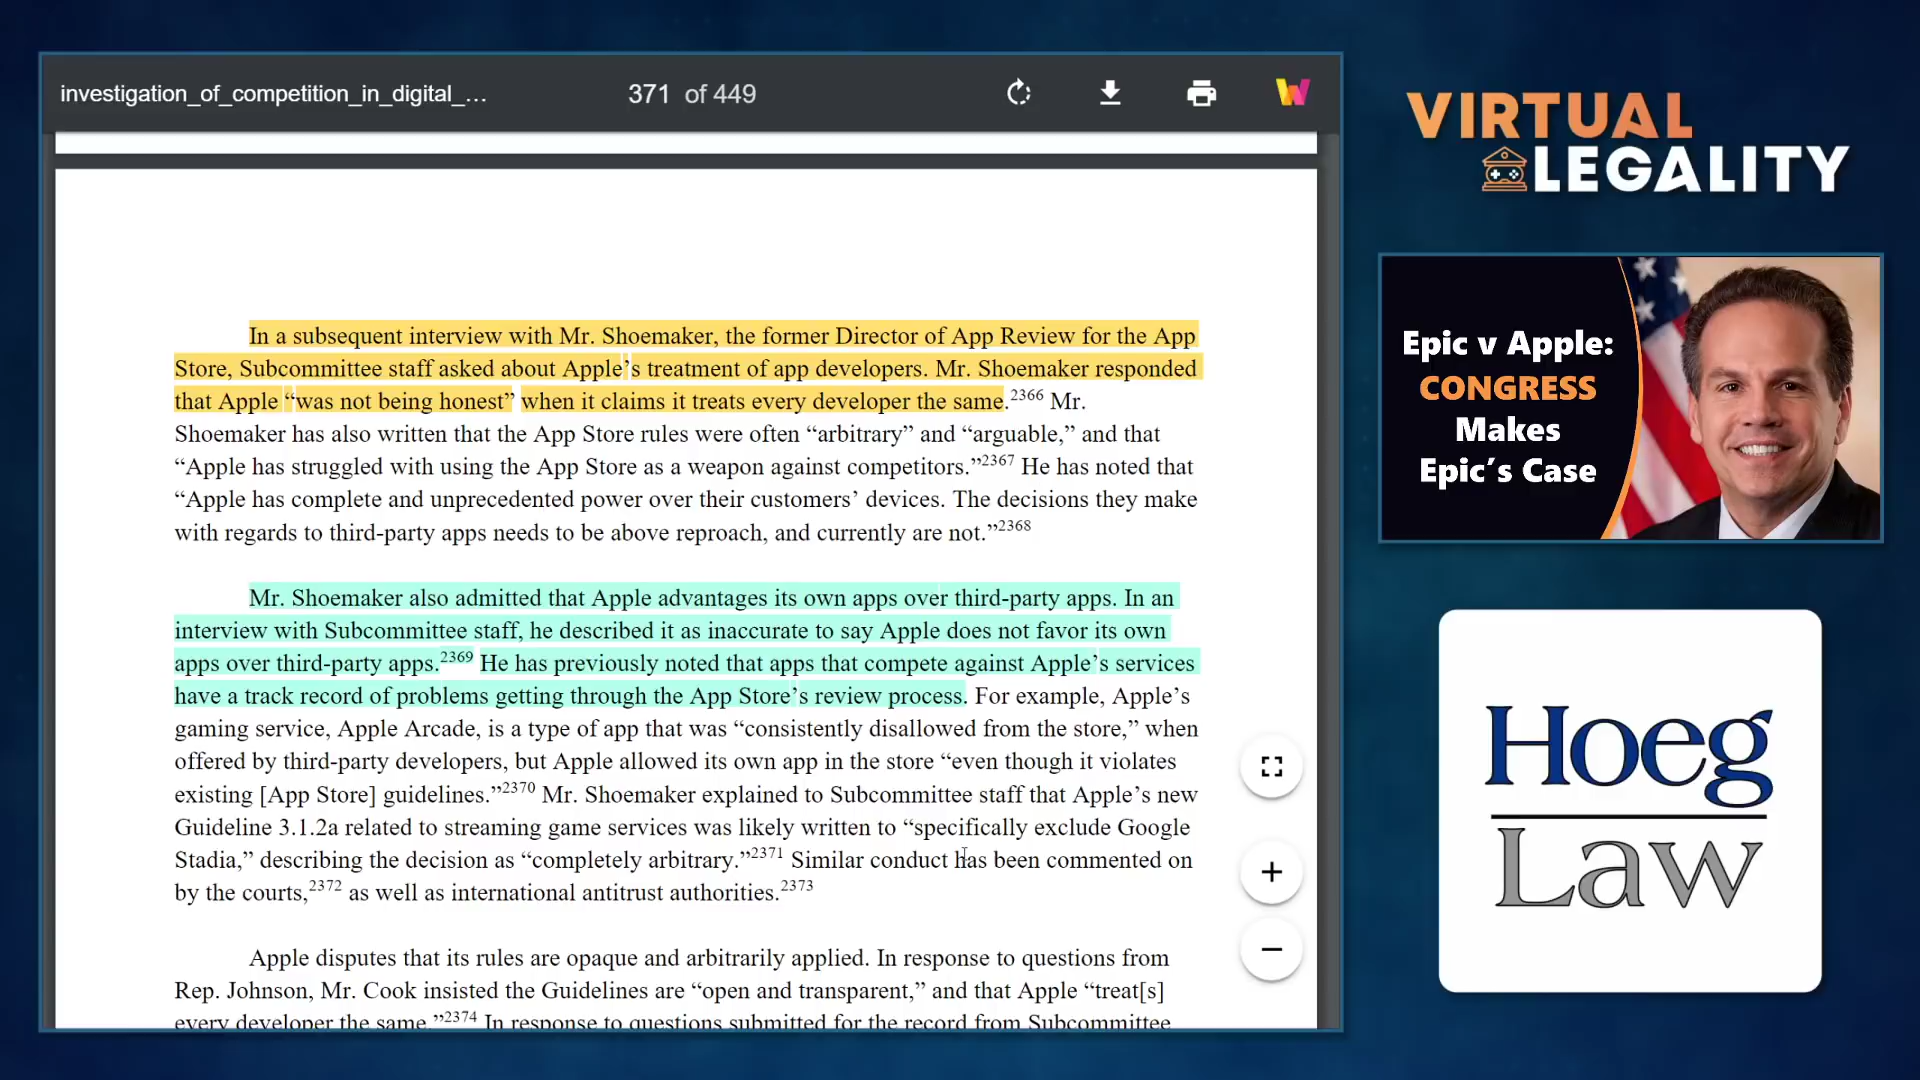 investigation_of_competition_in_digital_...
371 of 449
In a subsequent interview with Mr. Shoemaker, the former Director of App Review for the App
Store, Subcommittee staff asked about Apple’s treatment of app developers. Mr. Shoemaker responded
that Apple “was not being honest” when it claims it treats every developer the same.2366 Mr.
Shoemaker has also written that the App Store rules were often “arbitrary” and “arguable,” and that
“Apple has struggled with using the App Store as a weapon against competitors.”2367 He has noted that
“Apple has complete and unprecedented power over their customers’ devices. The decisions they make
with regards to third-party apps needs to be above reproach, and currently are not.”2368
Mr. Shoemaker also admitted that Apple advantages its own apps over third-party apps. In an
interview with Subcommittee staff, he described it as inaccurate to say Apple does not favor its own
apps over third-party apps.2369 He has previously noted that apps that compete against Apple’s services
have a track record of problems getting through the App Store’s review process. For example, Apple’s
gaming service, Apple Arcade, is a type of app that was “consistently disallowed from the store,” when
offered by third-party developers, but Apple allowed its own app in the store “even though it violates
existing [App Store] guidelines.”2370 Mr. Shoemaker explained to Subcommittee staff that Apple’s new
Guideline 3.1.2a related to streaming game services was likely written to “specifically exclude Google
Stadia,” describing the decision as “completely arbitrary.”2371 Similar conduct has been commented on
by the courts,2372 as well as international antitrust authorities.2373
Apple disputes that its rules are opaque and arbitrarily applied. In response to questions from
Rep. Johnson, Mr. Cook insisted the Guidelines are “open and transparent,” and that Apple “treat[s]
every developer the same.”2374 In response to questions submitted for the record from Subcommittee
VIRTUAL
LEGALITY
Epic v Apple:
CONGRESS
Makes
Epic's Case
Hoeg
Law